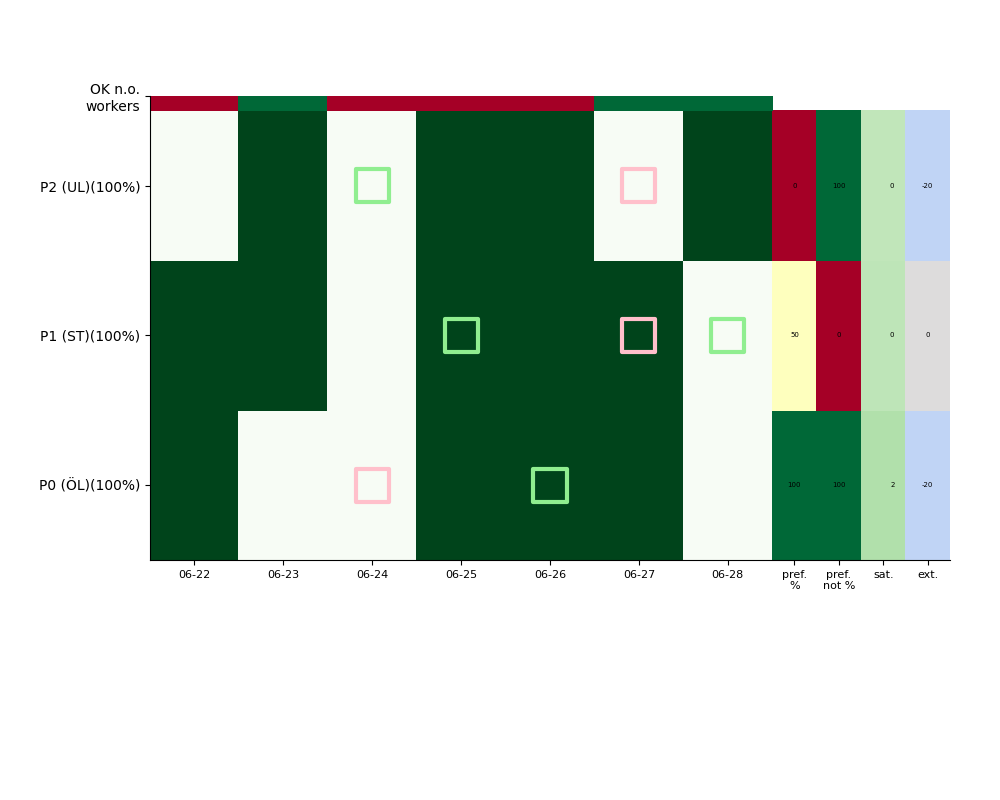 OK n.o.
workers
P2 (UL)(100%)
0
100
0
-20
P1 (ST)(100%)
50
0
0
0
P0 (ÖL)(100%)
100
100
2
-20
06-22
06-23
06-24
06-25
06-26
06-27
06-28
pref.
%
pref.
not %
sat.
ext.